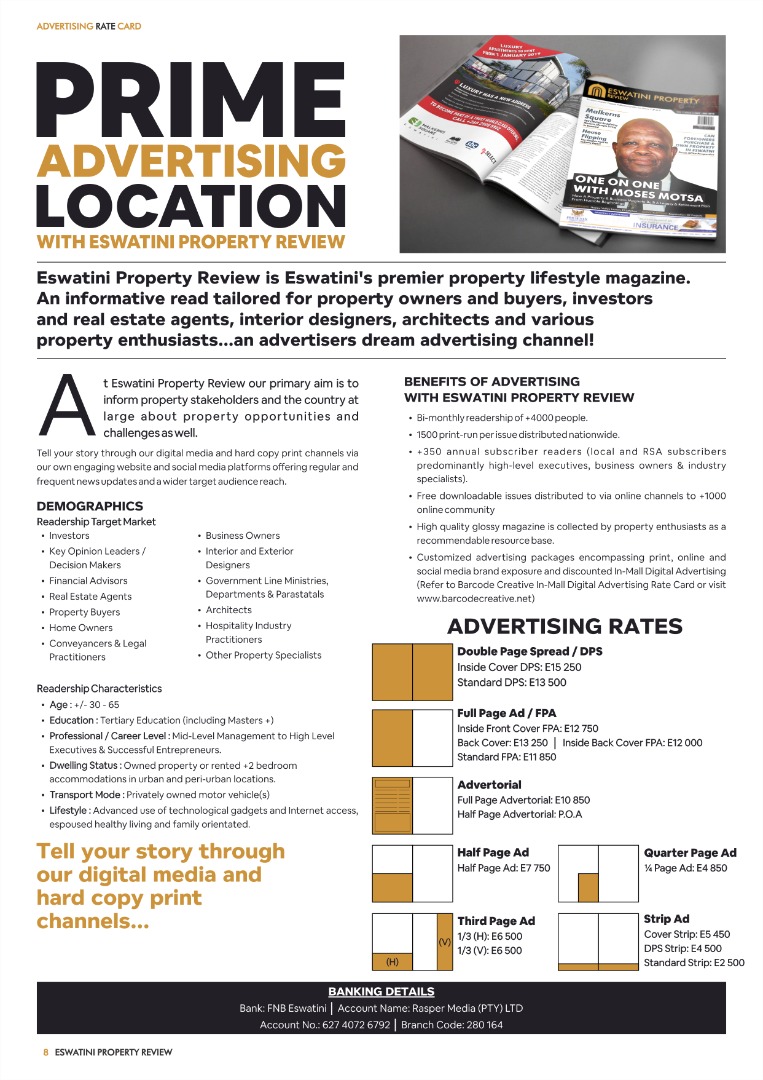 ADVERTISING RATE CARD
PRIME
ADVERTISING
LOCATION
WITH ESWATINI PROPERTY REVIEW
LUXURY
LUXURY HAS A NEW ADDRESS
ESWATINI PROPERTY
REVIEW
Malkerns
Square
House
Flipping
ONE ON ONE
WITH MOSES MOTSA
INSURANCE
Eswatini Property Review is Eswatini's premier property lifestyle magazine.
An informative read tailored for property owners and buyers, investors
and real estate agents, interior designers, architects and various
property enthusiasts...an advertisers dream advertising channel!
At Eswatini Property Review our primary aim is to
inform property stakeholders and the country at
large about property opportunities and
challenges as well.
Tell your story through our digital media and hard copy print channels via
our own engaging website and social media platforms offering regular and
frequent news updates and a wider target audience reach.
DEMOGRAPHICS
Readership Target Market
• Investors
• Key Opinion Leaders /
Decision Makers
• Financial Advisors
• Real Estate Agents
• Property Buyers
• Home Owners
• Conveyancers & Legal
Practitioners
• Business Owners
• Interior and Exterior
Designers
• Government Line Ministries,
Departments & Parastatals
• Architects
• Hospitality Industry
Practitioners
• Other Property Specialists
Readership Characteristics
• Age : +/- 30 - 65
• Education : Tertiary Education (including Masters +)
• Professional / Career Level : Mid-Level Management to High Level
Executives & Successful Entrepreneurs.
• Dwelling Status : Owned property or rented +2 bedroom
accommodations in urban and peri-urban locations.
• Transport Mode : Privately owned motor vehicle(s)
• Lifestyle : Advanced use of technological gadgets and Internet access,
espoused healthy living and family orientated.
Tell your story through
our digital media and
hard copy print
channels...
BENEFITS OF ADVERTISING
WITH ESWATINI PROPERTY REVIEW
• Bi-monthly readership of +4000 people.
• 1500 print-run per issue distributed nationwide.
• +350 annual subscriber readers (local and RSA subscribers
predominantly high-level executives, business owners & industry
specialists).
• Free downloadable issues distributed to via online channels to +1000
online community
• High quality glossy magazine is collected by property enthusiasts as a
recommendable resource base.
• Customized advertising packages encompassing print, online and
social media brand exposure and discounted In-Mall Digital Advertising
(Refer to Barcode Creative In-Mall Digital Advertising Rate Card or visit
www.barcodecreative.net)
ADVERTISING RATES
Double Page Spread / DPS
Inside Cover DPS: E15 250
Standard DPS: E13 500
Full Page Ad / FPA
Inside Front Cover FPA: E12 750
Back Cover: E13 250 | Inside Back Cover FPA: E12 000
Standard FPA: E11 850
Advertorial
Full Page Advertorial: E10 850
Half Page Advertorial: P.O.A
Half Page Ad
Half Page Ad: E7 750
Quarter Page Ad
¼ Page Ad: E4 850
(H)
(V)
Third Page Ad
1/3 (H): E6 500
1/3 (V): E6 500
Strip Ad
Cover Strip: E5 450
DPS Strip: E4 500
Standard Strip: E2 500
BANKING DETAILS
Bank: FNB Eswatini | Account Name: Rasper Media (PTY) LTD
Account No.: 627 4072 6792 | Branch Code: 280 164
8 ESWATINI PROPERTY REVIEW